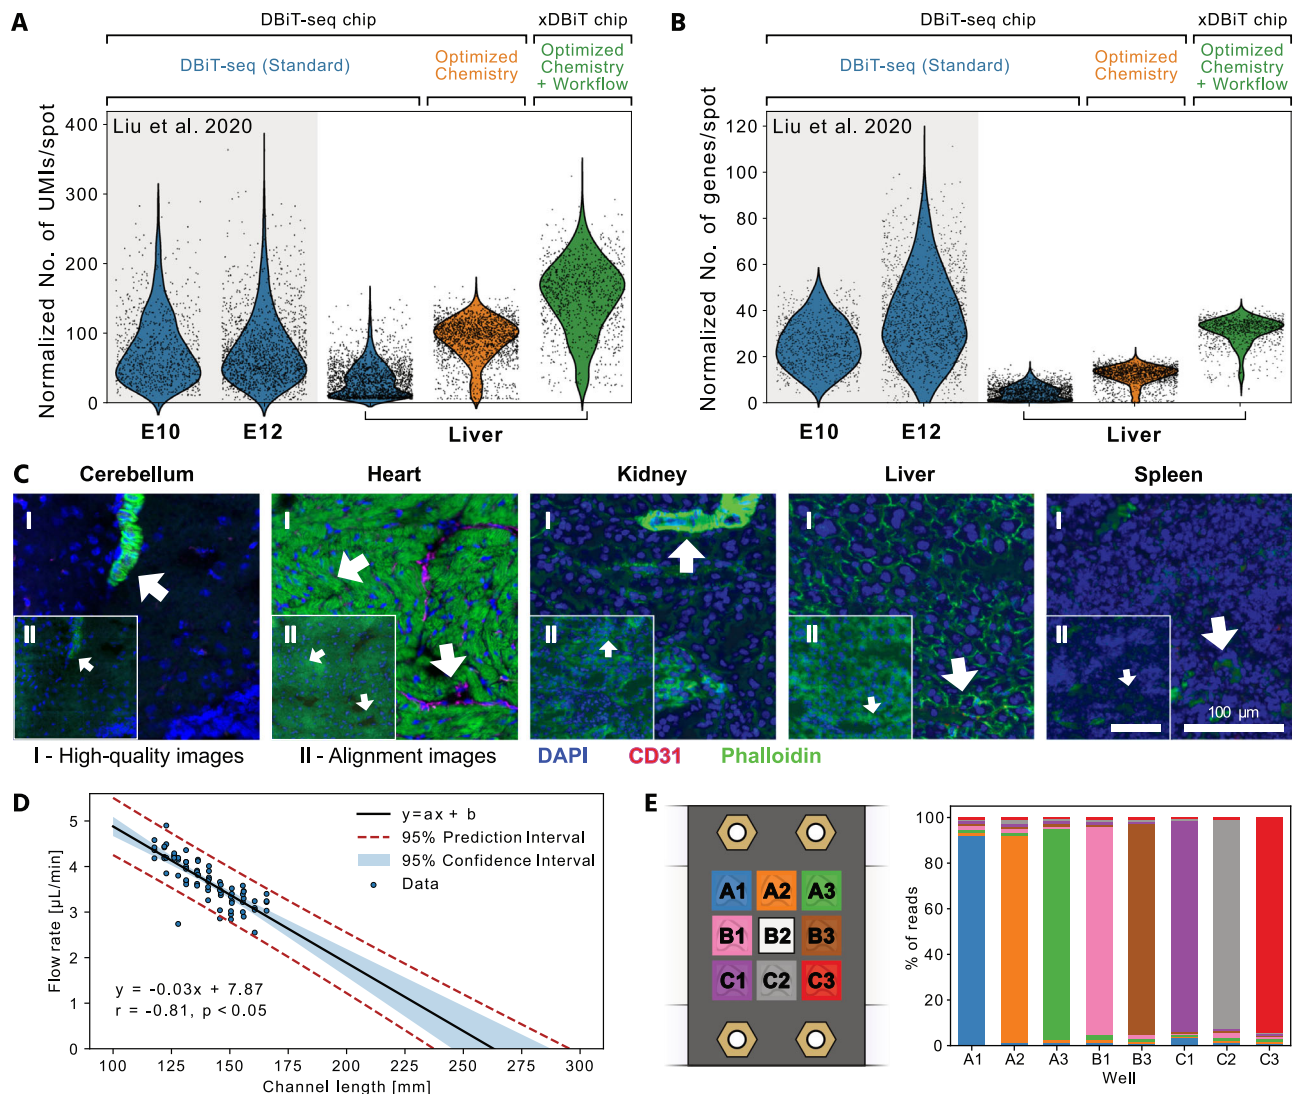 A
DBiT-seq chip
xDBiT chip
DBiT-seq (Standard)
Optimized
Chemistry
Optimized
Chemistry
+ Workflow
Liu et al. 2020
Normalized No. of UMIs/spot
400
300
200
100
0
E10
E12
Liver
B
DBiT-seq chip
xDBiT chip
DBiT-seq (Standard)
Optimized
Chemistry
Optimized
Chemistry
+ Workflow
Liu et al. 2020
Normalized No. of genes/spot
120
100
80
60
40
20
0
E10
E12
Liver
C
Cerebellum
Heart
Kidney
Liver
Spleen
I
I
I
I
I
II
II
II
II
II
100 µm
I - High-quality images
II - Alignment images
DAPI
CD31
Phalloidin
D
Flow rate [µL/min]
5
4
3
2
1
0
y=ax + b
95% Prediction Interval
95% Confidence Interval
Data
y = -0.03x + 7.87
r = -0.81, p<0.05
100
125
150
175
200
225
250
275
300
Channel length [mm]
E
A1
A2
A3
B1
B2
B3
C1
C2
C3
% of reads
100
80
60
40
20
0
A1
A2
A3
B1
B3
C1
C2
C3
Well